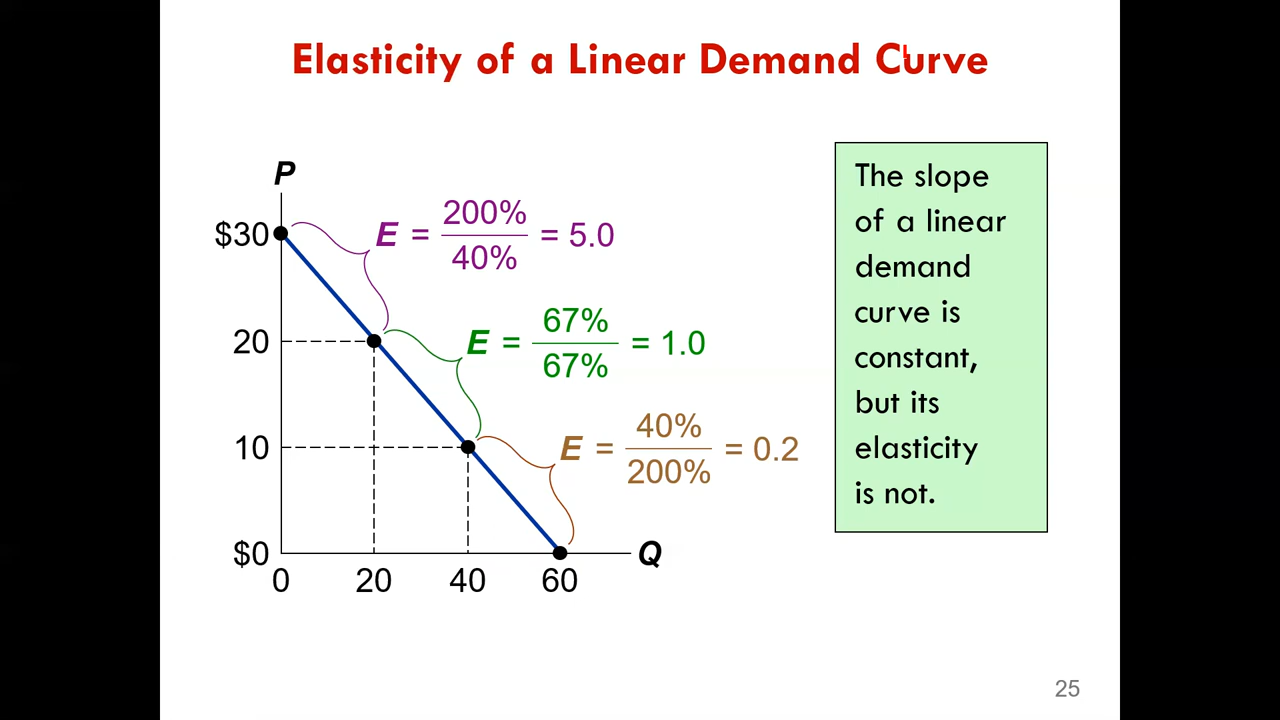 Elasticity of a Linear Demand Curve
P
$30
20
10
$0
0 20 40 60
Q
E = 200% / 40% = 5.0
E = 67% / 67% = 1.0
E = 40% / 200% = 0.2
The slope
of a linear
demand
curve is
constant,
but its
elasticity
is not.
25